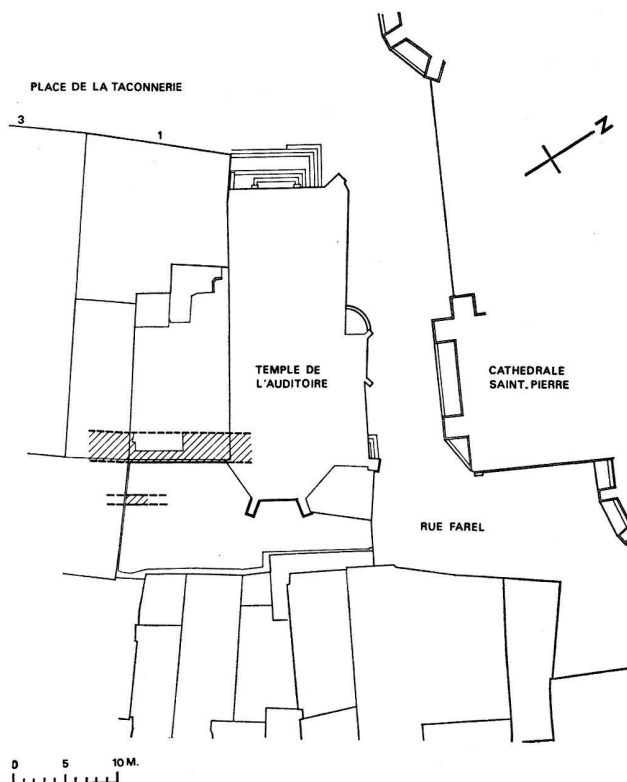 PLACE DE LA TACONNERIE
3
1
N
TEMPLE DE
L'AUDITOIRE
CATHEDRALE
SAINT-PIERRE
RUE FAREL
0 5 10 M.